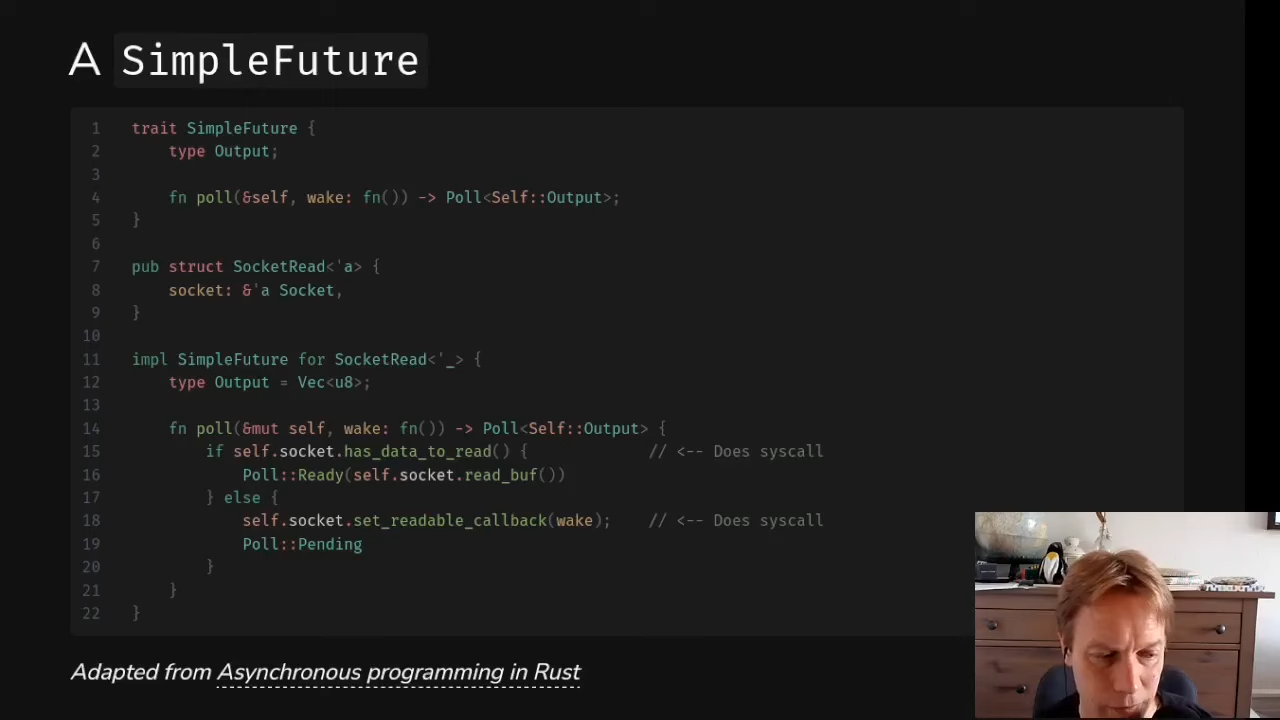 A SimpleFuture
1 trait SimpleFuture {
2     type Output;
3
4     fn poll(&self, wake: fn()) -> Poll<Self::Output>;
5 }
6
7 pub struct SocketRead<'a> {
8     socket: &'a Socket,
9 }
10
11 impl SimpleFuture for SocketRead<'_> {
12     type Output = Vec<u8>;
13
14     fn poll(&mut self, wake: fn()) -> Poll<Self::Output> {
15         if self.socket.has_data_to_read() {             // <-- Does syscall
16             Poll::Ready(self.socket.read_buf())
17         } else {
18             self.socket.set_readable_callback(wake);    // <-- Does syscall
19             Poll::Pending
20         }
21     }
22 }
Adapted from Asynchronous programming in Rust